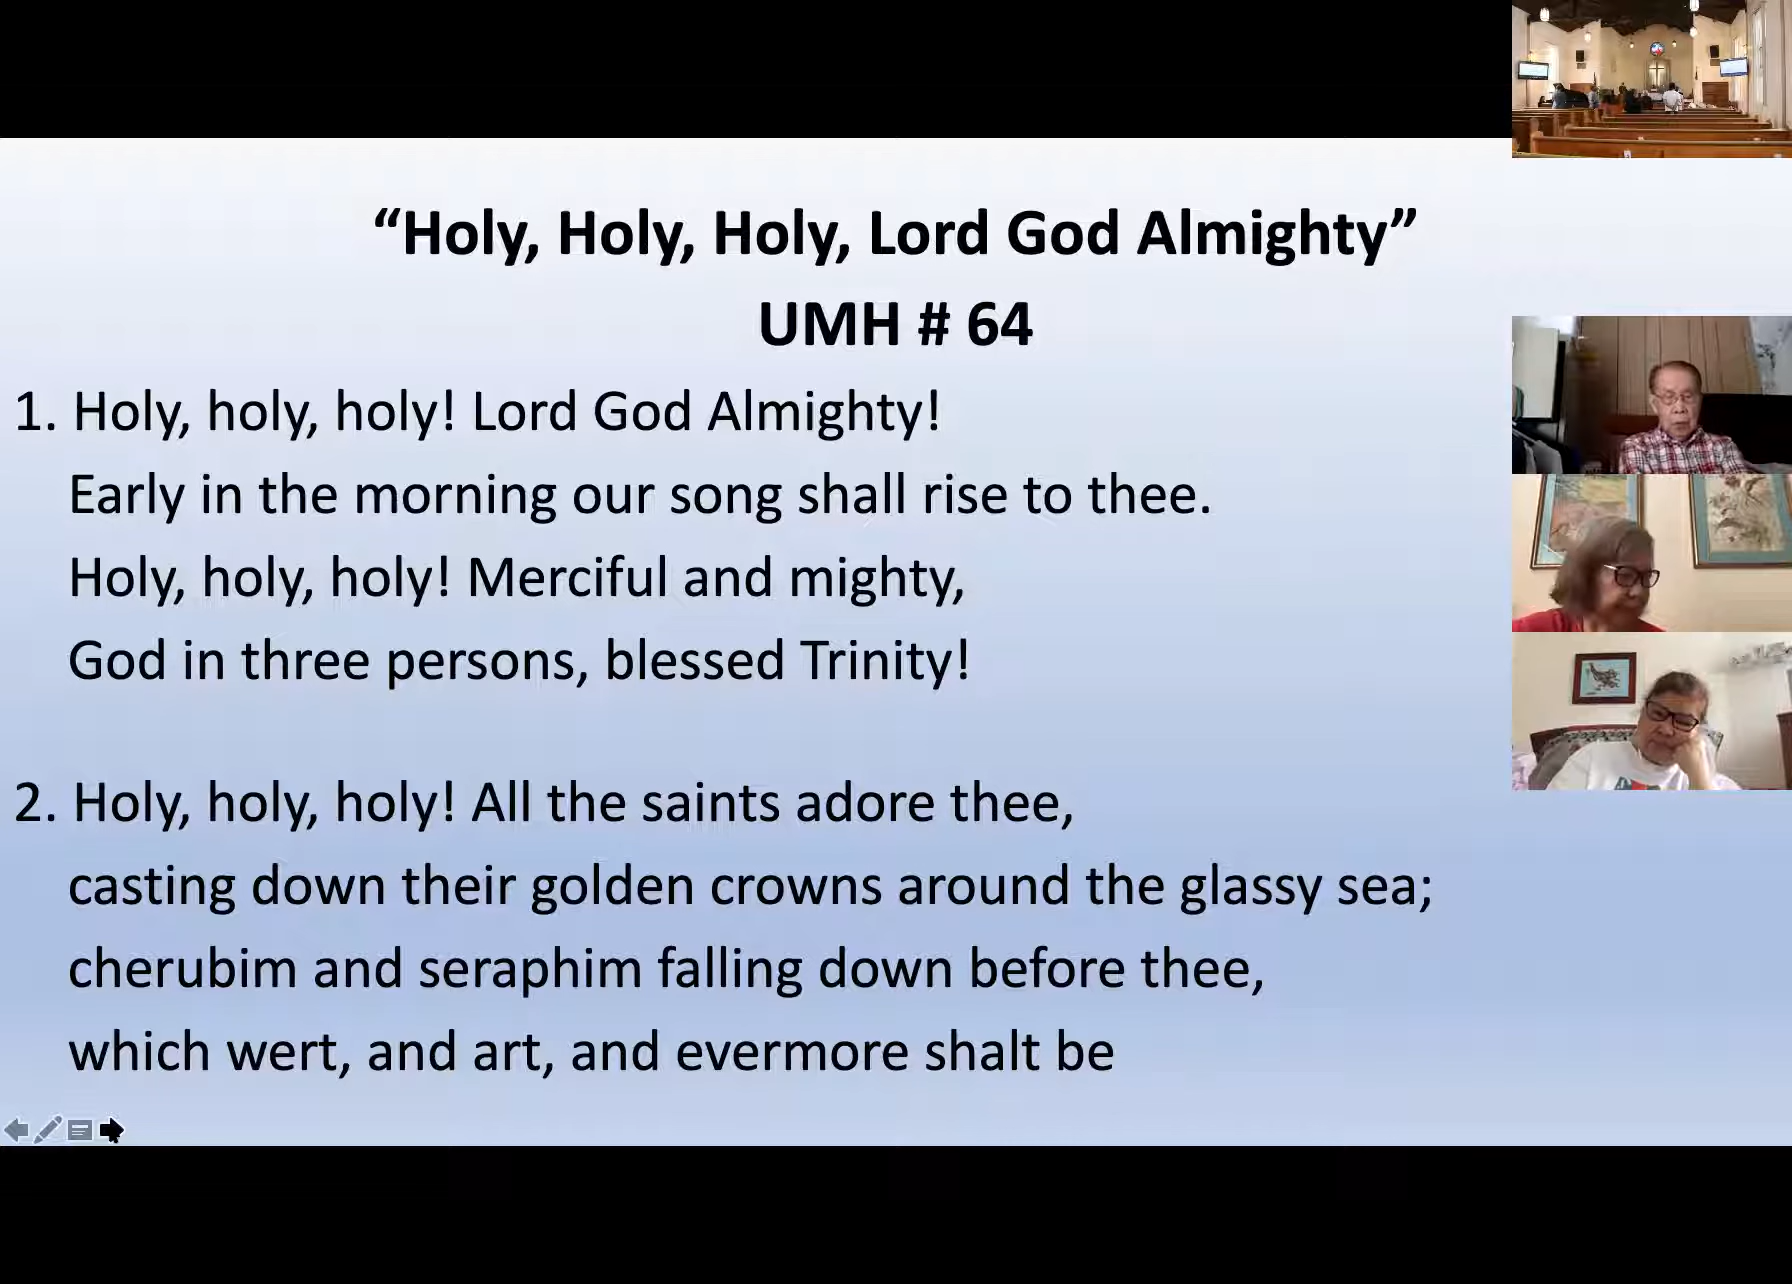 “Holy, Holy, Holy, Lord God Almighty”
UMH # 64
1. Holy, holy, holy! Lord God Almighty!
Early in the morning our song shall rise to thee.
Holy, holy, holy! Merciful and mighty,
God in three persons, blessed Trinity!
2. Holy, holy, holy! All the saints adore thee,
casting down their golden crowns around the glassy sea;
cherubim and seraphim falling down before thee,
which wert, and art, and evermore shalt be